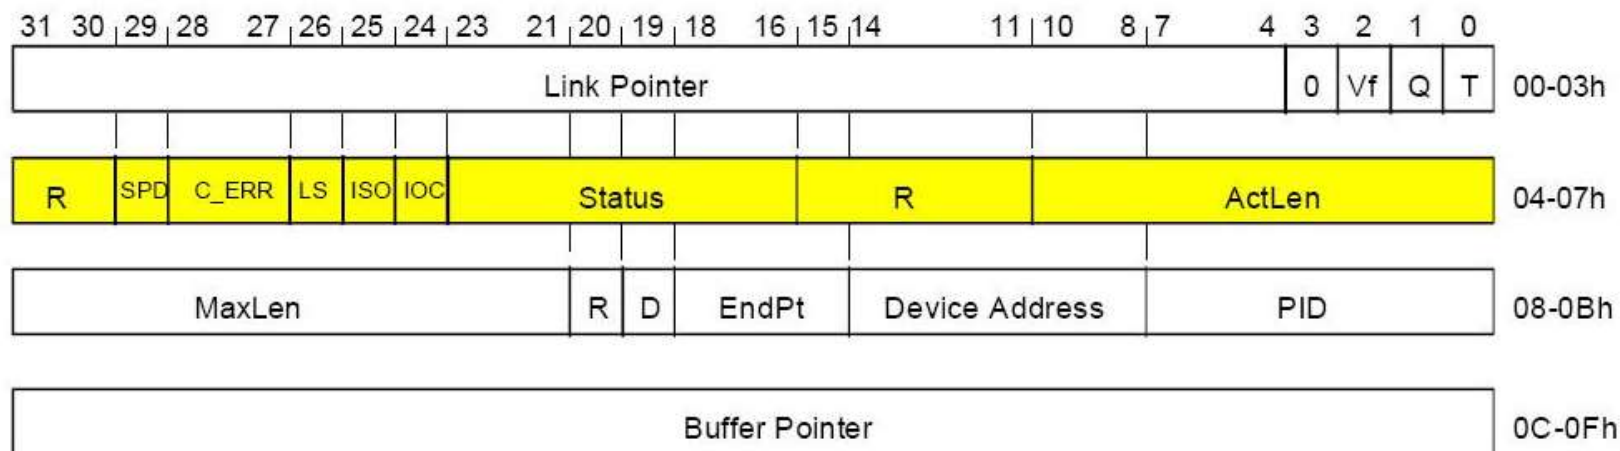 31 30 29 28 27 26 25 24 23 21 20 19 18 16 15 14 11 10 8 7 4 3 2 1 0
Link Pointer 0 Vf Q T 00-03h
R SPD C_ERR LS ISO IOC Status R ActLen 04-07h
MaxLen R D EndPt Device Address PID 08-0Bh
Buffer Pointer 0C-0Fh